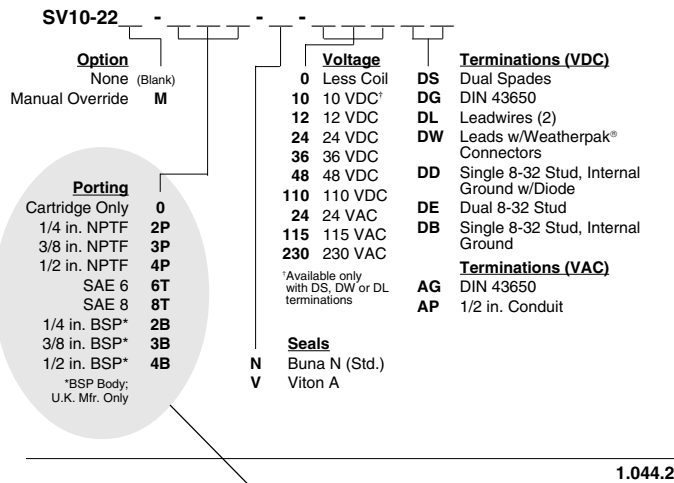 SV10-22__ - ____ - __ - ____ ____
Option
None (Blank)
Manual Override M
Porting
Cartridge Only 0
1/4 in. NPTF 2P
3/8 in. NPTF 3P
1/2 in. NPTF 4P
SAE 6 6T
SAE 8 8T
1/4 in. BSP* 2B
3/8 in. BSP* 3B
1/2 in. BSP* 4B
*BSP Body;
U.K. Mfr. Only
Voltage
0 Less Coil
10 10 VDC†
12 12 VDC
24 24 VDC
36 36 VDC
48 48 VDC
110 110 VDC
24 24 VAC
115 115 VAC
230 230 VAC
†Available only
with DS, DW or DL
terminations
Seals
N Buna N (Std.)
V Viton A
Terminations (VDC)
DS Dual Spades
DG DIN 43650
DL Leadwires (2)
DW Leads w/Weatherpak®
Connectors
DD Single 8-32 Stud, Internal
Ground w/Diode
DE Dual 8-32 Stud
DB Single 8-32 Stud, Internal
Ground
Terminations (VAC)
AG DIN 43650
AP 1/2 in. Conduit
1.044.2